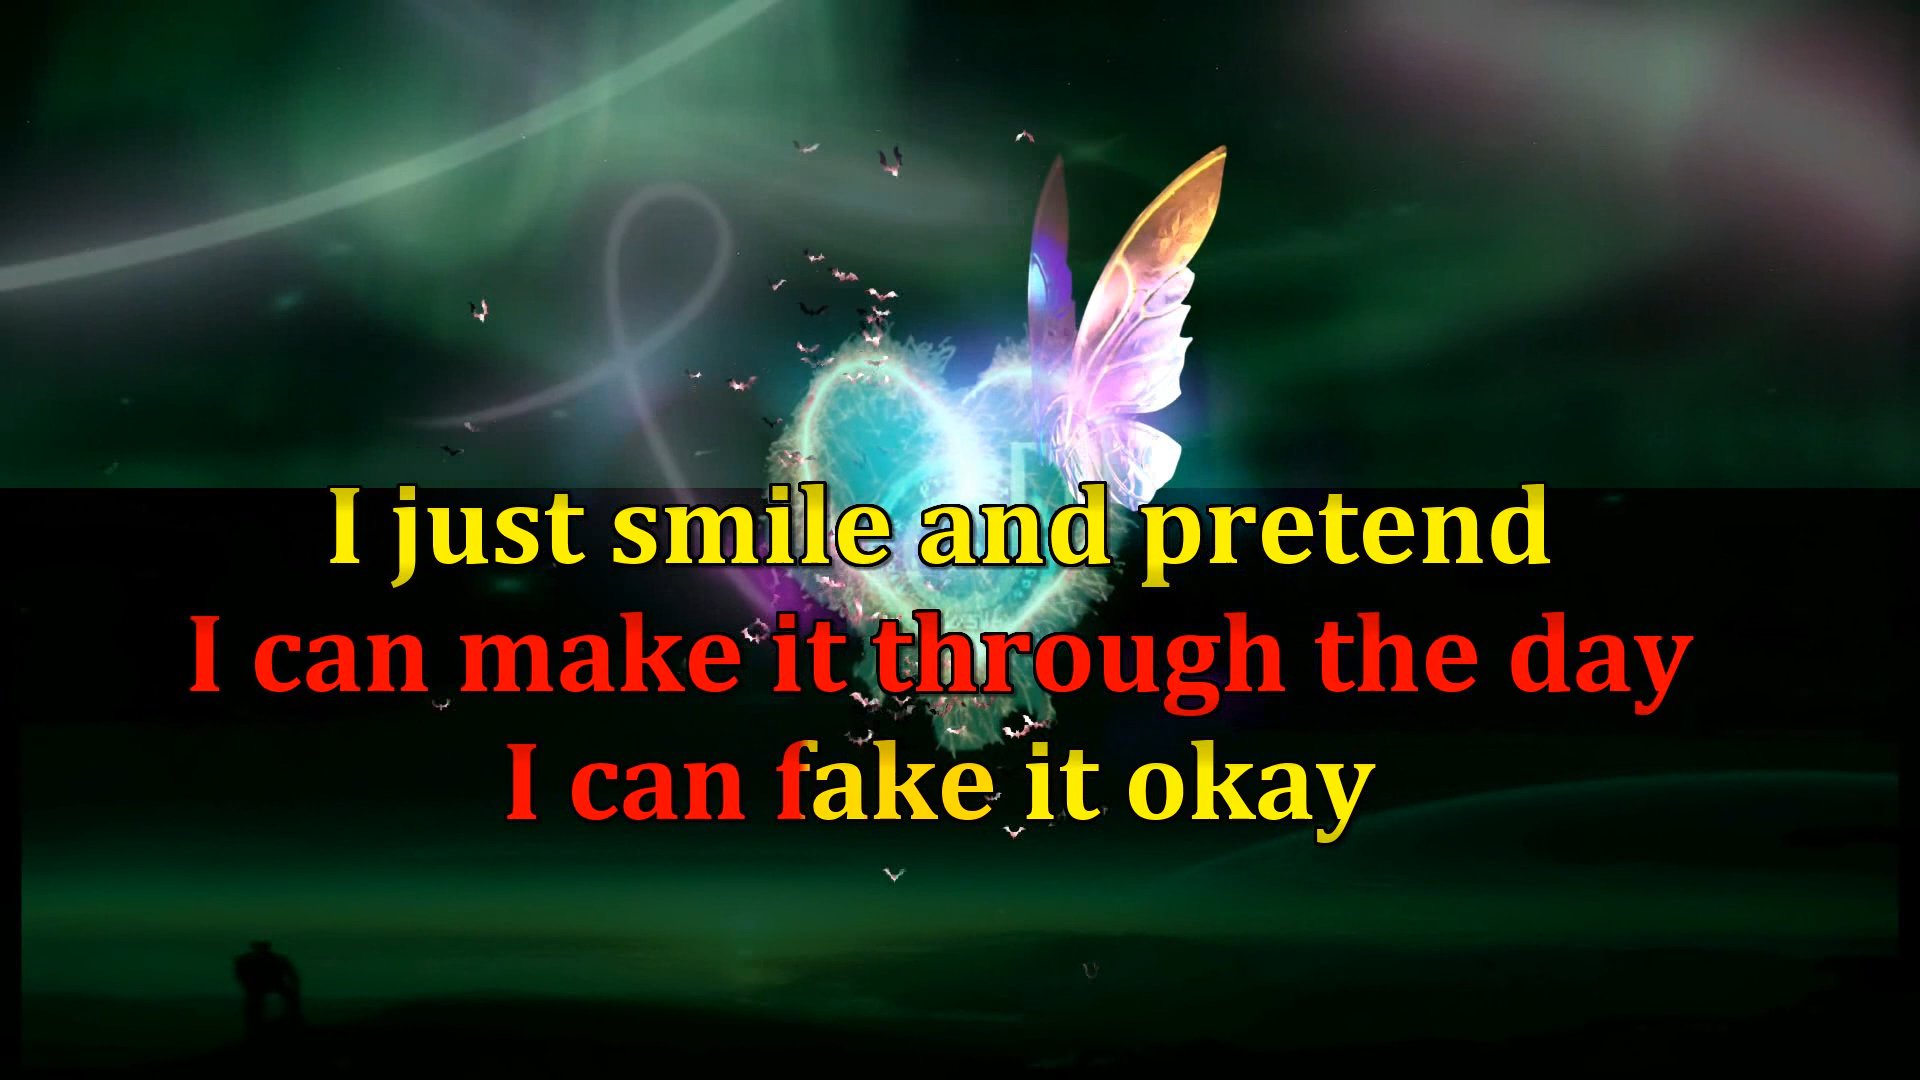 I just smile and pretend
I can make it through the day
I can fake it okay